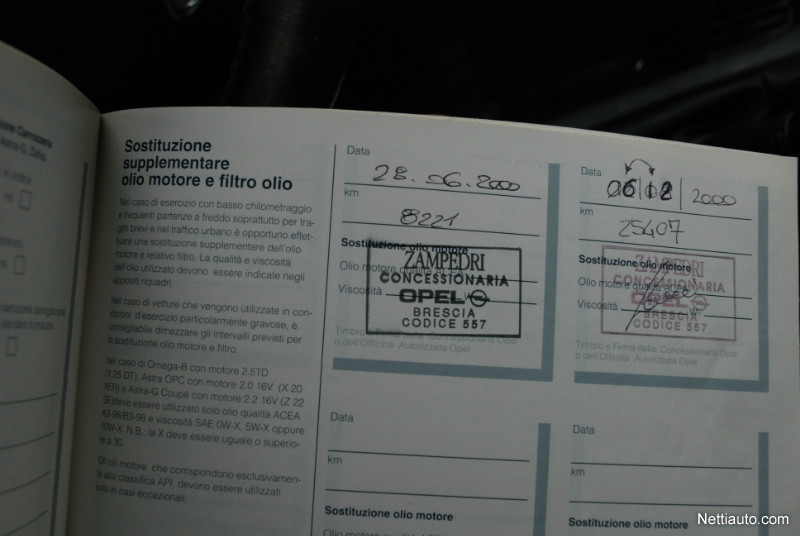 one Carrozzeria
Astra-G, Zafira
no
Sostituzione
supplementare
olio motore e filtro olio
Nel caso di esercizio con basso chilometraggio
e frequenti partenze a freddo soprattutto per tra-
gitti brevi e nel traffico urbano è opportuno effet-
tuare una sostituzione supplementare dell'olio
motore e relativo filtro. La qualità e viscosità
dell'olio utilizzato devono essere indicate negli
appositi riquadri.
Nel caso di vetture che vengono utilizzate in con-
dizioni d'esercizio particolarmente gravose, è
consigliabile dimezzare gli intervalli previsti per
la sostituzione olio motore e filtro.
Nel caso di Omega-B con motore 2.5TD
(X 25 DT), Astra OPC con motore 2.0 16V (X 20
XER) e Astra-G Coupé con motore 2.2 16V (Z 22
SE) deve essere utilizzato solo olio qualità ACEA
A3-98/B3-98 e viscosità SAE 0W-X, 5W-X oppure
10W-X. N.B.: la X deve essere uguale o superio-
re a 30.
Gli oli motore che corrispondono esclusivamen-
te alla classifica API, devono essere utilizzati
solo in casi eccezionali.
Data
28.06.2000
km
8221
Sostituzione olio motore
Olio motore qualità ACEA
Viscosità
ZAMPEDRI
CONCESSIONARIA
OPEL
BRESCIA
CODICE 557
Timbro e Firma della Concessionaria Opel
o dell'Officina Autorizzata Opel
Data
2000
km
25407
Sostituzione olio motore
Olio motore qualità ACEA
Viscosità
ZAMPEDRI
CONCESSIONARIA
OPEL
BRESCIA
CODICE 557
Timbro e Firma della Concessionaria Opel
o dell'Officina Autorizzata Opel
Data
km
Sostituzione olio motore
Data
km
Sostituzione olio motore
Nettiauto.com